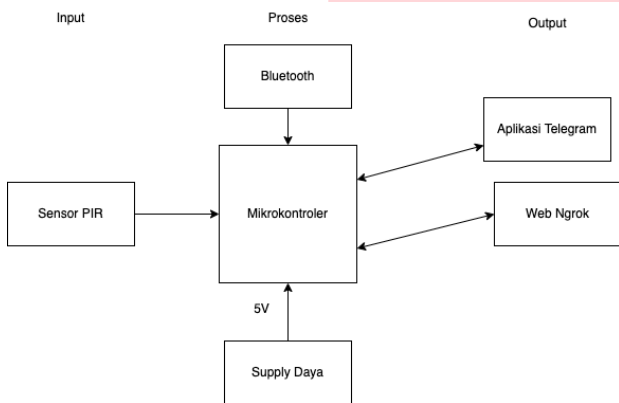 Input
Proses
Output
Bluetooth
Aplikasi Telegram
Sensor PIR
Mikrokontroler
Web Ngrok
5V
Supply Daya